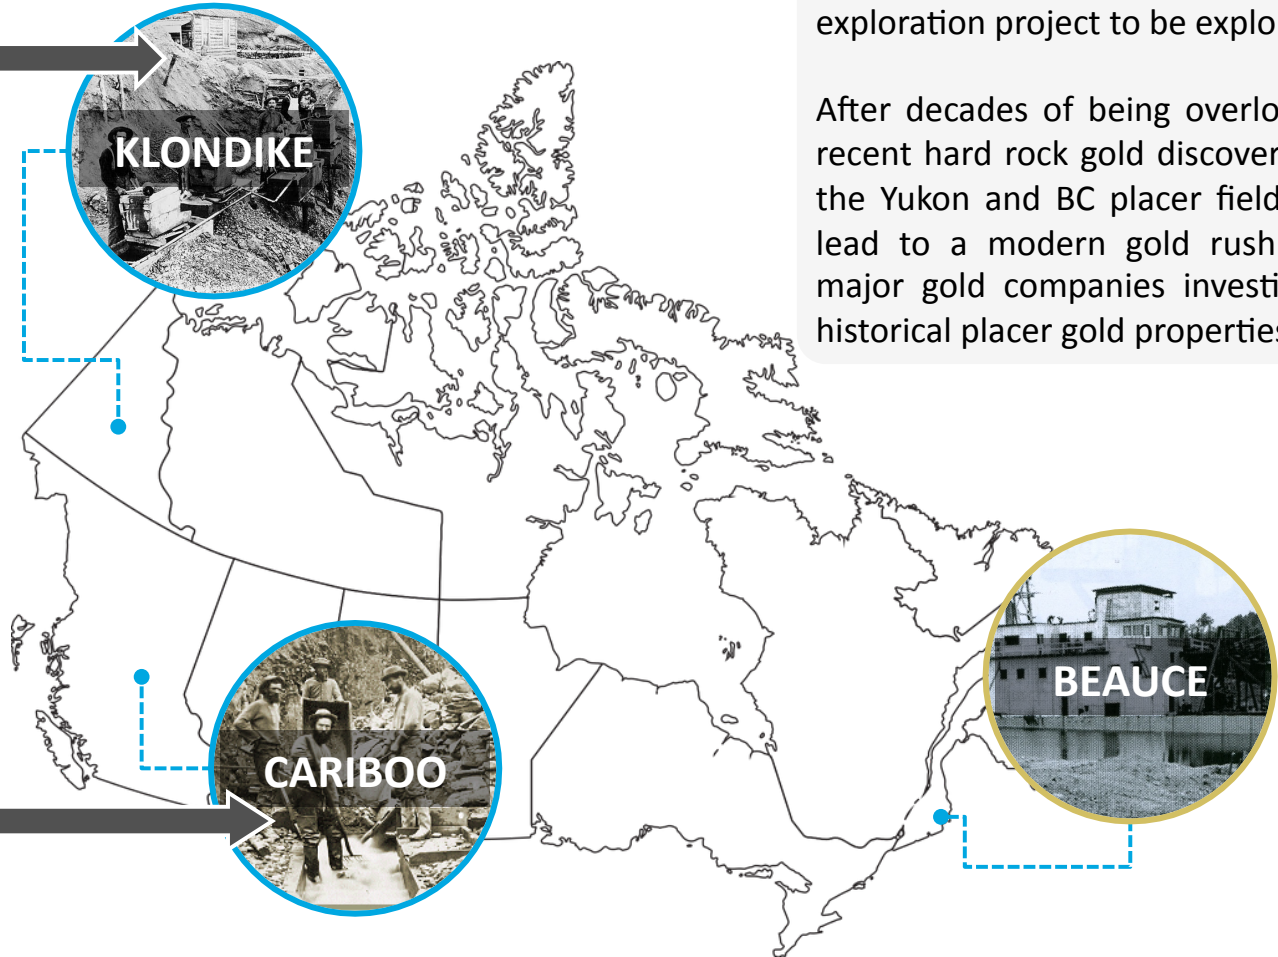 exploration project to be explo
After decades of being overlo
recent hard rock gold discover
the Yukon and BC placer field
lead to a modern gold rush
major gold companies investi
historical placer gold properties
KLONDIKE
CARIBOO
BEAUCE